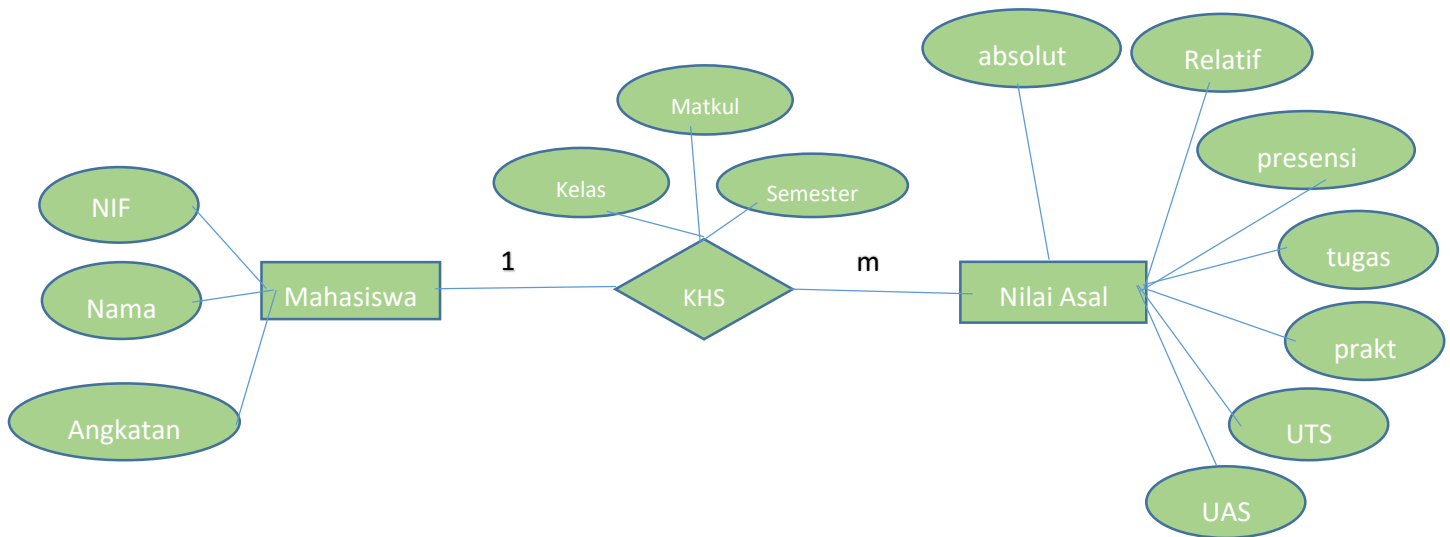 absolut
Relatif
Matkul
presensi
Kelas
Semester
NIF
1
m
tugas
Mahasiswa
KHS
Nilai Asal
Nama
prakt
Angkatan
UTS
UAS